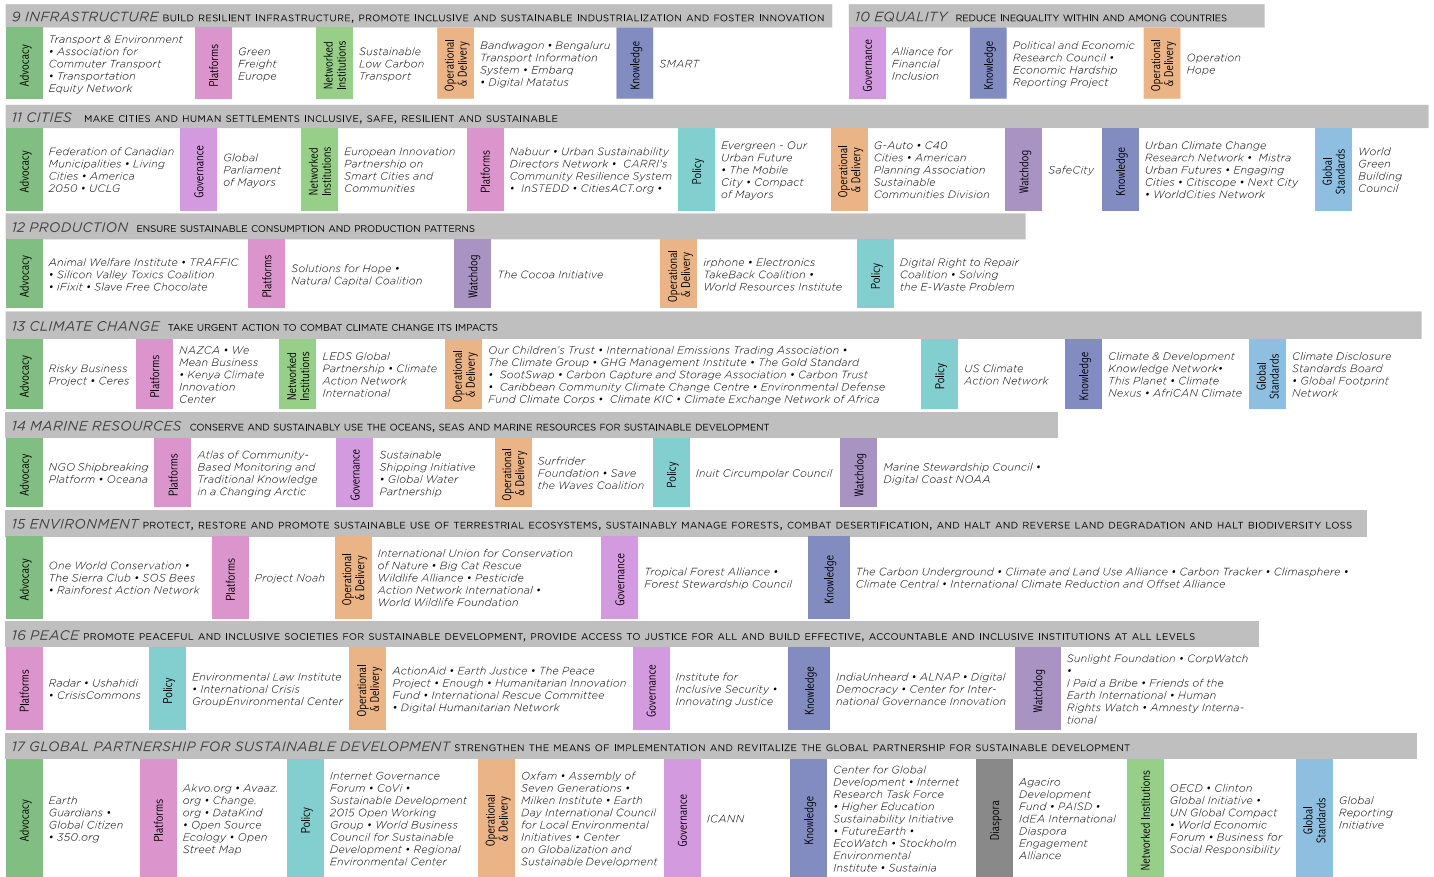 9 INFRASTRUCTURE BUILD RESILIENT INFRASTRUCTURE, PROMOTE INCLUSIVE AND SUSTAINABLE INDUSTRIALIZATION AND FOSTER INNOVATION
Advocacy
Transport & Environment
• Association for
Commuter Transport
• Transportation
Equity Network
Platforms
Green
Freight
Europe
Networked
Institutions
Sustainable
Low Carbon
Transport
Operational
& Delivery
Bandwagon • Bengaluru
Transport Information
System • Embarq
• Digital Matatus
Knowledge
SMART
10 EQUALITY REDUCE INEQUALITY WITHIN AND AMONG COUNTRIES
Governance
Alliance for
Financial
Inclusion
Knowledge
Political and Economic
Research Council •
Economic Hardship
Reporting Project
Operational
& Delivery
Operation
Hope
11 CITIES MAKE CITIES AND HUMAN SETTLEMENTS INCLUSIVE, SAFE, RESILIENT AND SUSTAINABLE
Advocacy
Federation of Canadian
Municipalities • Living
Cities • America
2050 • UCLG
Governance
Global
Parliament
of Mayors
Networked
Institutions
European Innovation
Partnership on
Smart Cities and
Communities
Platforms
Nabuur • Urban Sustainability
Directors Network • CARRI's
Community Resilience System
• InSTEDD • CitiesACT.org •
Policy
Evergreen - Our
Urban Future
• The Mobile
City • Compact
of Mayors
Operational
& Delivery
G-Auto • C40
Cities • American
Planning Association
Sustainable
Communities Division
Watchdog
SafeCity
Knowledge
Urban Climate Change
Research Network • Mistra
Urban Futures • Engaging
Cities • Citiscope • Next City
• WorldCities Network
Global
Standards
World
Green
Building
Council
12 PRODUCTION ENSURE SUSTAINABLE CONSUMPTION AND PRODUCTION PATTERNS
Advocacy
Animal Welfare Institute • TRAFFIC
• Silicon Valley Toxics Coalition
• iFixit • Slave Free Chocolate
Platforms
Solutions for Hope •
Natural Capital Coalition
Watchdog
The Cocoa Initiative
Operational
& Delivery
irphone • Electronics
TakeBack Coalition •
World Resources Institute
Policy
Digital Right to Repair
Coalition • Solving
the E-Waste Problem
13 CLIMATE CHANGE TAKE URGENT ACTION TO COMBAT CLIMATE CHANGE ITS IMPACTS
Advocacy
Risky Business
Project • Ceres
Platforms
NAZCA • We
Mean Business
• Kenya Climate
Innovation
Center
Networked
Institutions
LEDS Global
Partnership • Climate
Action Network
International
Operational
& Delivery
Our Children's Trust • International Emissions Trading Association •
The Climate Group • GHG Management Institute • The Gold Standard
• SootSwap • Carbon Capture and Storage Association • Carbon Trust
• Caribbean Community Climate Change Centre • Environmental Defense
Fund Climate Corps • Climate KIC • Climate Exchange Network of Africa
Policy
US Climate
Action Network
Knowledge
Climate & Development
Knowledge Network•
This Planet • Climate
Nexus • AfriCAN Climate
Global
Standards
Climate Disclosure
Standards Board
• Global Footprint
Network
14 MARINE RESOURCES CONSERVE AND SUSTAINABLY USE THE OCEANS, SEAS AND MARINE RESOURCES FOR SUSTAINABLE DEVELOPMENT
Advocacy
NGO Shipbreaking
Platform • Oceana
Platforms
Atlas of Community-
Based Monitoring and
Traditional Knowledge
in a Changing Arctic
Governance
Sustainable
Shipping Initiative
• Global Water
Partnership
Operational
& Delivery
Surfrider
Foundation • Save
the Waves Coalition
Policy
Inuit Circumpolar Council
Watchdog
Marine Stewardship Council •
Digital Coast NOAA
15 ENVIRONMENT PROTECT, RESTORE AND PROMOTE SUSTAINABLE USE OF TERRESTRIAL ECOSYSTEMS, SUSTAINABLY MANAGE FORESTS, COMBAT DESERTIFICATION, AND HALT AND REVERSE LAND DEGRADATION AND HALT BIODIVERSITY LOSS
Advocacy
One World Conservation •
The Sierra Club • SOS Bees
• Rainforest Action Network
Platforms
Project Noah
Operational
& Delivery
International Union for Conservation
of Nature • Big Cat Rescue
Wildlife Alliance • Pesticide
Action Network International •
World Wildlife Foundation
Governance
Tropical Forest Alliance •
Forest Stewardship Council
Knowledge
The Carbon Underground • Climate and Land Use Alliance • Carbon Tracker • Climasphere •
Climate Central • International Climate Reduction and Offset Alliance
16 PEACE PROMOTE PEACEFUL AND INCLUSIVE SOCIETIES FOR SUSTAINABLE DEVELOPMENT, PROVIDE ACCESS TO JUSTICE FOR ALL AND BUILD EFFECTIVE, ACCOUNTABLE AND INCLUSIVE INSTITUTIONS AT ALL LEVELS
Platforms
Radar • Ushahidi
• CrisisCommons
Policy
Environmental Law Institute
• International Crisis
GroupEnvironmental Center
Operational
& Delivery
ActionAid • Earth Justice • The Peace
Project • Enough • Humanitarian Innovation
Fund • International Rescue Committee
• Digital Humanitarian Network
Governance
Institute for
Inclusive Security •
Innovating Justice
Knowledge
IndiaUnheard • ALNAP • Digital
Democracy • Center for Inter-
national Governance Innovation
Watchdog
Sunlight Foundation • CorpWatch
•
I Paid a Bribe • Friends of the
Earth International • Human
Rights Watch • Amnesty Interna-
tional
17 GLOBAL PARTNERSHIP FOR SUSTAINABLE DEVELOPMENT STRENGTHEN THE MEANS OF IMPLEMENTATION AND REVITALIZE THE GLOBAL PARTNERSHIP FOR SUSTAINABLE DEVELOPMENT
Advocacy
Earth
Guardians •
Global Citizen
• 350.org
Platforms
Akvo.org • Avaaz.
org • Change.
org • DataKind
• Open Source
Ecology • Open
Street Map
Policy
Internet Governance
Forum • CoVi •
Sustainable Development
2015 Open Working
Group • World Business
Council for Sustainable
Development • Regional
Environmental Center
Operational
& Delivery
Oxfam • Assembly of
Seven Generations •
Milken Institute • Earth
Day International Council
for Local Environmental
Initiatives • Center
on Globalization and
Sustainable Development
Governance
ICANN
Knowledge
Center for Global
Development • Internet
Research Task Force
• Higher Education
Sustainability Initiative
• FutureEarth •
EcoWatch • Stockholm
Environmental
Institute • Sustainia
Diaspora
Agaciro
Development
Fund • PAISD •
IdEA International
Diaspora
Engagement
Alliance
Networked Institutions
OECD • Clinton
Global Initiative •
UN Global Compact
• World Economic
Forum • Business for
Social Responsibility
Global
Standards
Global
Reporting
Initiative